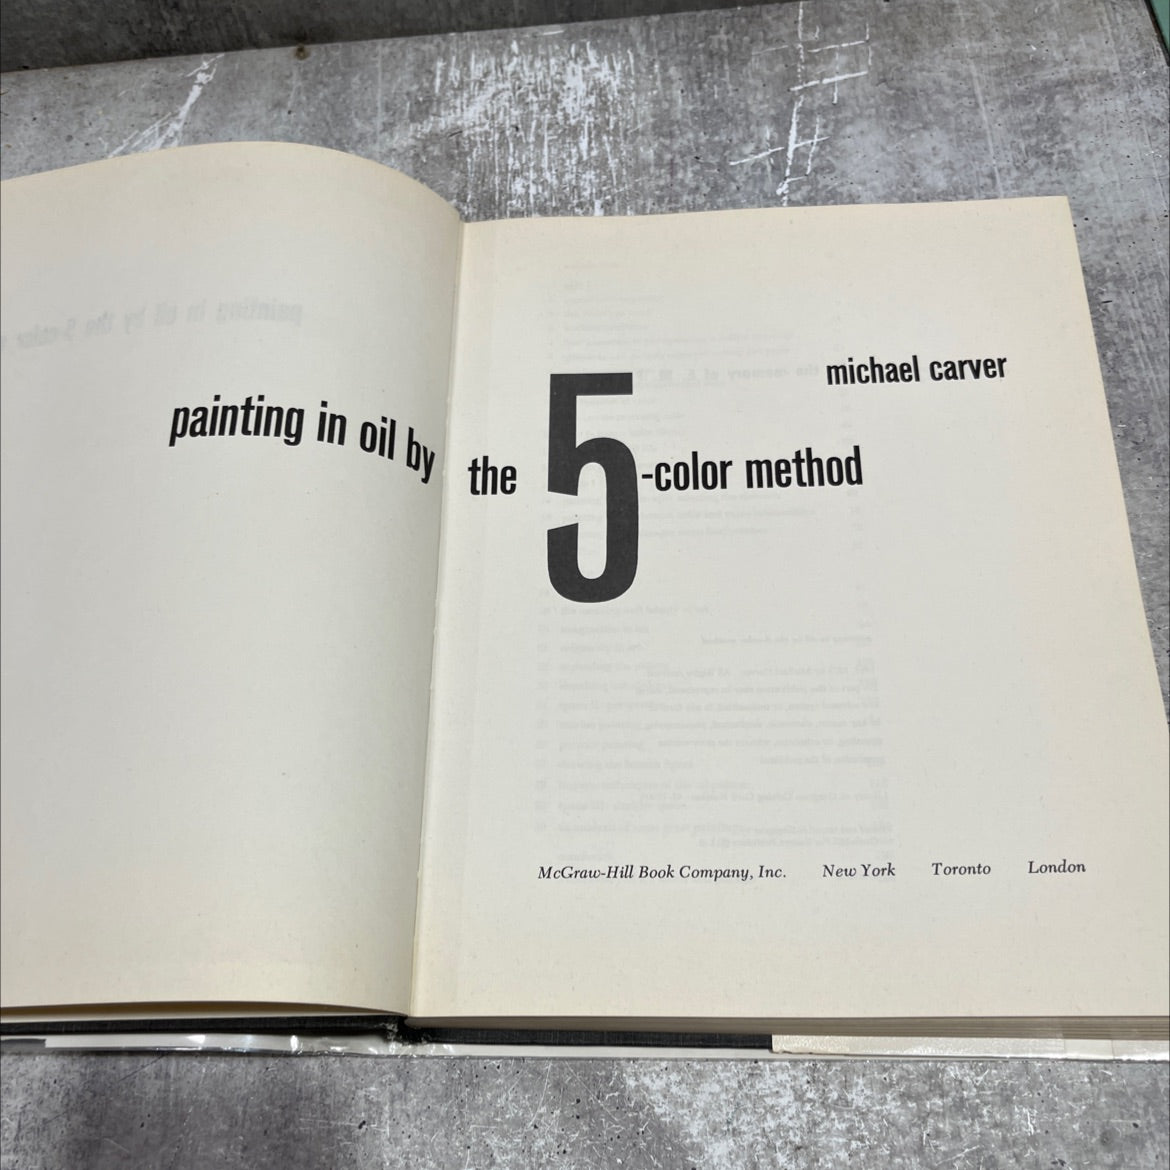 michael carver
painting in oil by the 5-color method
McGraw-Hill Book Company, Inc. New York Toronto London